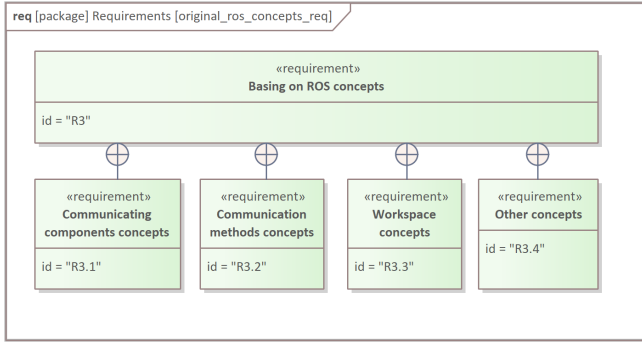 req [package] Requirements [original_ros_concepts_req]
«requirement»
Basing on ROS concepts
id = "R3"
«requirement»
Communicating
components concepts
id = "R3.1"
«requirement»
Communication
methods concepts
id = "R3.2"
«requirement»
Workspace
concepts
id = "R3.3"
«requirement»
Other concepts
id = "R3.4"